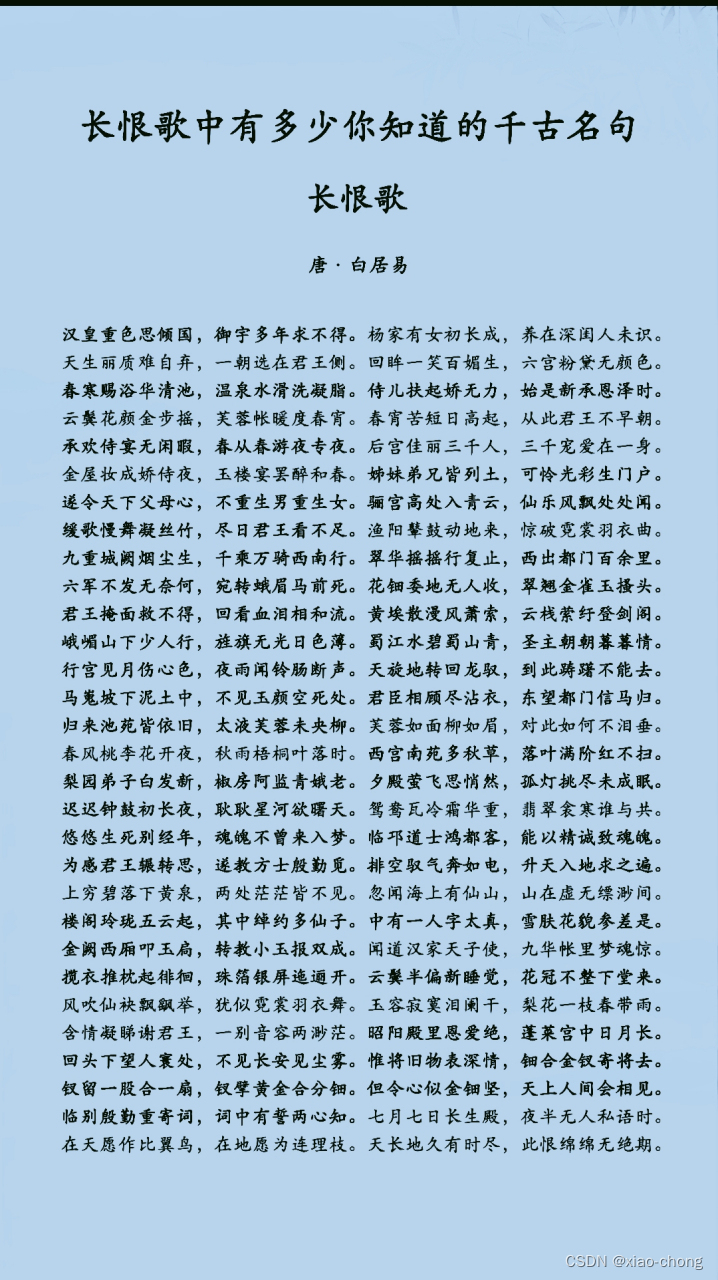 长恨歌中有多少你知道的千古名句
长恨歌
唐·白居易
汉皇重色思倾国，御宇多年求不得。杨家有女初长成，养在深闺人未识。
天生丽质难自弃，一朝选在君王侧。回眸一笑百媚生，六宫粉黛无颜色。
春寒赐浴华清池，温泉水滑洗凝脂。侍儿扶起娇无力，始是新承恩泽时。
云鬓花颜金步摇，芙蓉帐暖度春宵。春宵苦短日高起，从此君王不早朝。
承欢侍宴无闲暇，春从春游夜专夜。后宫佳丽三千人，三千宠爱在一身。
金屋妆成娇侍夜，玉楼宴罢醉和春。姊妹弟兄皆列土，可怜光彩生门户。
遂令天下父母心，不重生男重生女。骊宫高处入青云，仙乐风飘处处闻。
缓歌慢舞凝丝竹，尽日君王看不足。渔阳鼙鼓动地来，惊破霓裳羽衣曲。
九重城阙烟尘生，千乘万骑西南行。翠华摇摇行复止，西出都门百余里。
六军不发无奈何，宛转蛾眉马前死。花钿委地无人收，翠翘金雀玉搔头。
君王掩面救不得，回看血泪相和流。黄埃散漫风萧索，云栈萦纡登剑阁。
峨嵋山下少人行，旌旗无光日色薄。蜀江水碧蜀山青，圣主朝朝暮暮情。
行宫见月伤心色，夜雨闻铃肠断声。天旋地转回龙驭，到此踌躇不能去。
马嵬坡下泥土中，不见玉颜空死处。君臣相顾尽沾衣，东望都门信马归。
归来池苑皆依旧，太液芙蓉未央柳。芙蓉如面柳如眉，对此如何不泪垂。
春风桃李花开夜，秋雨梧桐叶落时。西宫南苑多秋草，落叶满阶红不扫。
梨园弟子白发新，椒房阿监青娥老。夕殿萤飞思悄然，孤灯挑尽未成眠。
迟迟钟鼓初长夜，耿耿星河欲曙天。鸳鸯瓦冷霜华重，翡翠衾寒谁与共。
悠悠生死别经年，魂魄不曾来入梦。临邛道士鸿都客，能以精诚致魂魄。
为感君王辗转思，遂教方士殷勤觅。排空驭气奔如电，升天入地求之遍。
上穷碧落下黄泉，两处茫茫皆不见。忽闻海上有仙山，山在虚无缥渺间。
楼阁玲珑五云起，其中绰约多仙子。中有一人字太真，雪肤花貌参差是。
金阙西厢叩玉扃，转教小玉报双成。闻道汉家天子使，九华帐里梦魂惊。
揽衣推枕起徘徊，珠箔银屏迤逦开。云鬓半偏新睡觉，花冠不整下堂来。
风吹仙袂飘飖举，犹似霓裳羽衣舞。玉容寂寞泪阑干，梨花一枝春带雨。
含情凝睇谢君王，一别音容两渺茫。昭阳殿里恩爱绝，蓬莱宫中日月长。
回头下望人寰处，不见长安见尘雾。惟将旧物表深情，钿合金钗寄将去。
钗留一股合一扇，钗擘黄金合分钿。但令心似金钿坚，天上人间会相见。
临别殷勤重寄词，词中有誓两心知。七月七日长生殿，夜半无人私语时。
在天愿作比翼鸟，在地愿为连理枝。天长地久有时尽，此恨绵绵无绝期。
CSDN @xiao-chong